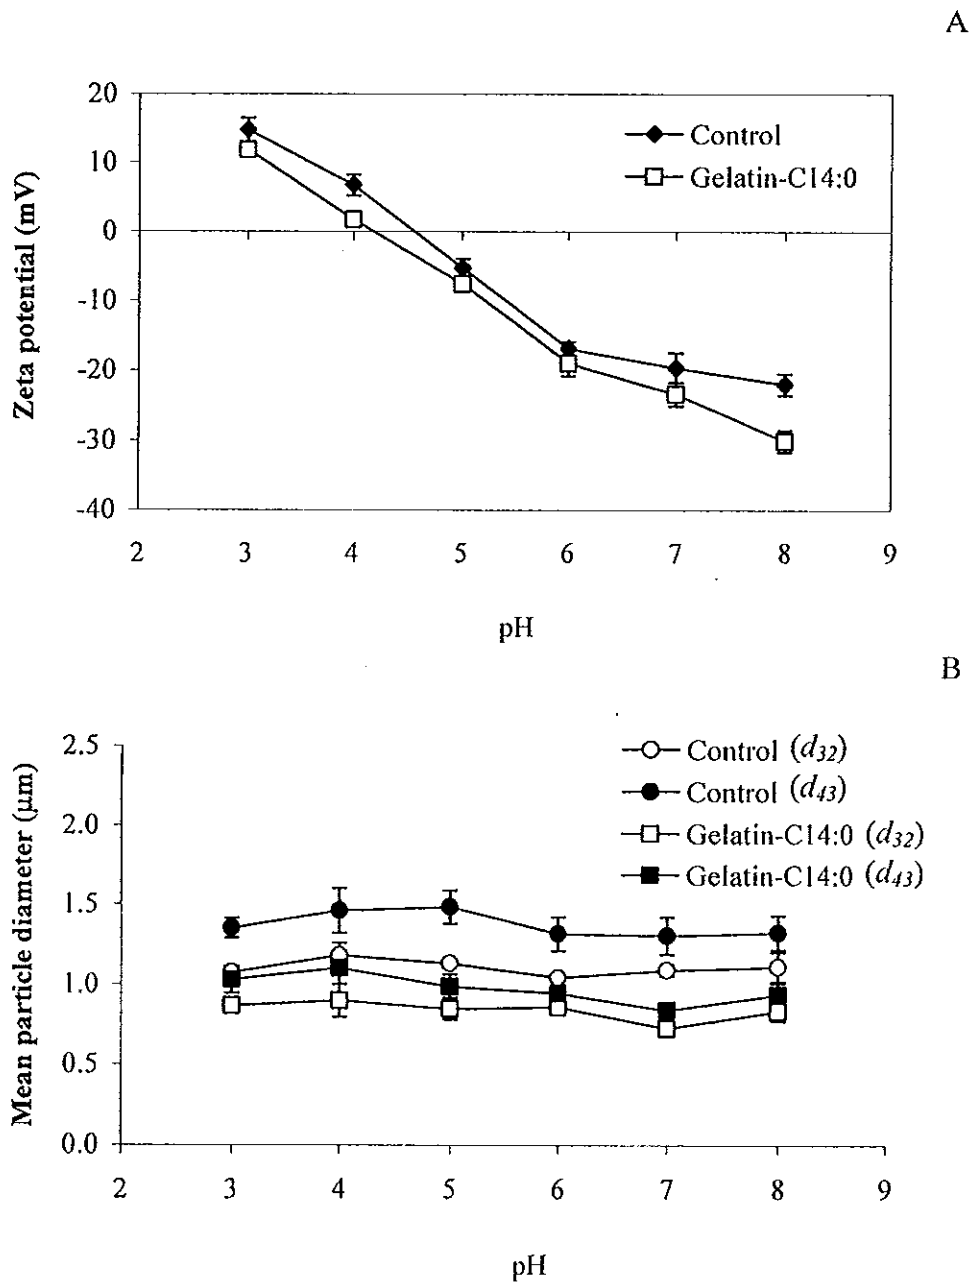 A
20
10
0
-10
-20
-30
-40
Zeta potential (mV)
Control
Gelatin-C14:0
2 3 4 5 6 7 8 9
pH
B
2.5
2.0
1.5
1.0
0.5
0.0
Mean particle diameter (μm)
Control (d32)
Control (d43)
Gelatin-C14:0 (d32)
Gelatin-C14:0 (d43)
2 3 4 5 6 7 8 9
pH